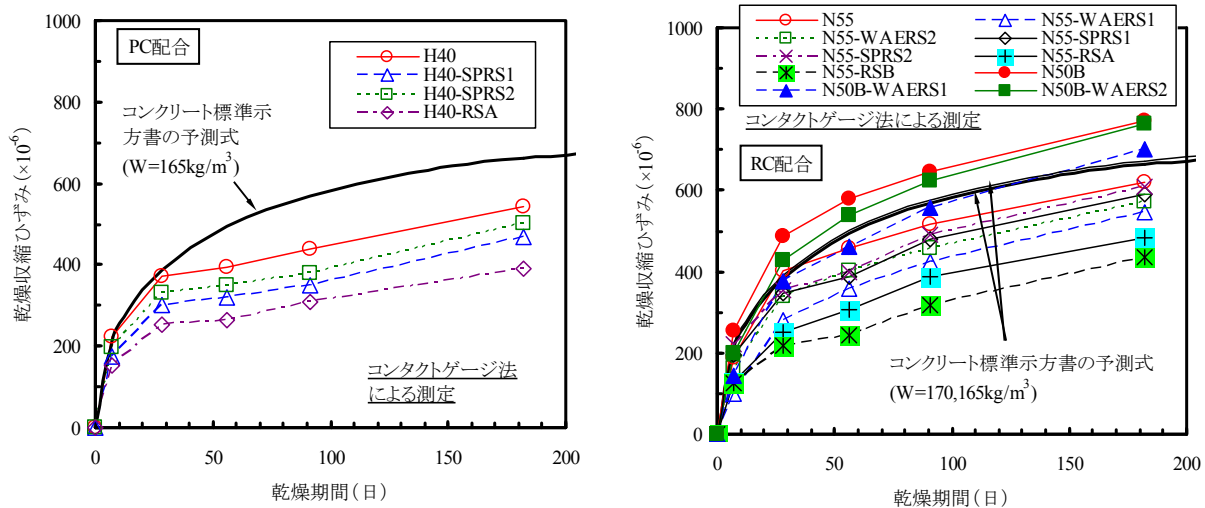 1000
800
600
400
200
0
0
50
100
150
200
乾燥収縮ひずみ(×10⁻⁶)
乾燥期間(日)
PC配合
H40
H40-SPRS1
H40-SPRS2
H40-RSA
コンクリート標準示
方書の予測式
(W=165kg/m³)
コンタクトゲージ法
による測定
N55
N55-WAERS1
N55-WAERS2
N55-SPRS1
N55-SPRS2
N55-RSA
N55-RSB
N50B
N50B-WAERS1
N50B-WAERS2
コンタクトゲージ法による測定
RC配合
1000
800
600
400
200
0
0
50
100
150
200
乾燥収縮ひずみ(×10⁻⁶)
乾燥期間(日)
コンクリート標準示方書の予測式
(W=170,165kg/m³)